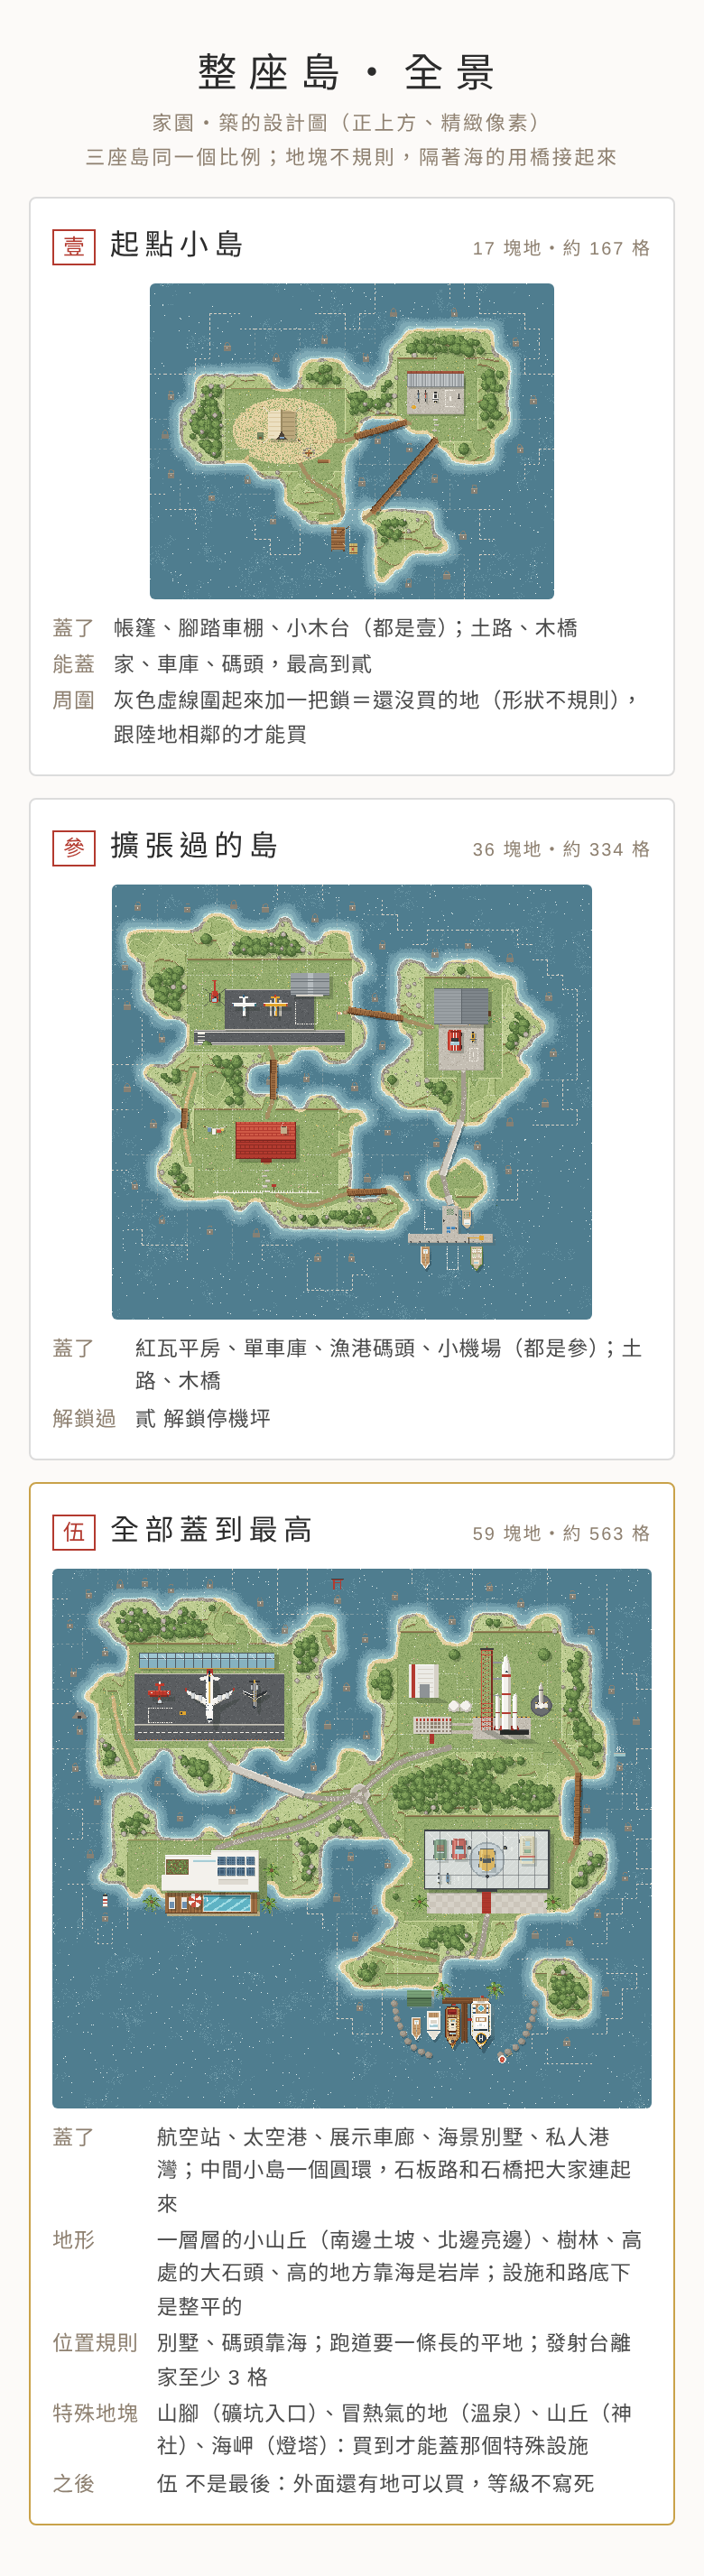 整座島・全景
家園・築的設計圖（正上方、精緻像素）
三座島同一個比例；地塊不規則，隔著海的用橋接起來
壹 起點小島 17 塊地・約 167 格
蓋了 帳篷、腳踏車棚、小木台（都是壹）；土路、木橋
能蓋 家、車庫、碼頭，最高到貳
周圍 灰色虛線圍起來加一把鎖＝還沒買的地（形狀不規則），
跟陸地相鄰的才能買
參 擴張過的島 36 塊地・約 334 格
蓋了 紅瓦平房、單車庫、漁港碼頭、小機場（都是參）；土
路、木橋
解鎖過 貳 解鎖停機坪
伍 全部蓋到最高 59 塊地・約 563 格
蓋了 航空站、太空港、展示車廊、海景別墅、私人港
灣；中間小島一個圓環，石板路和石橋把大家連起
來
地形 一層層的小山丘（南邊土坡、北邊亮邊）、樹林、高
處的大石頭、高的地方靠海是岩岸；設施和路底下
是整平的
位置規則 別墅、碼頭靠海；跑道要一條長的平地；發射台離
家至少 3 格
特殊地塊 山腳（礦坑入口）、冒熱氣的地（溫泉）、山丘（神
社）、海岬（燈塔）：買到才能蓋那個特殊設施
之後 伍 不是最後：外面還有地可以買，等級不寫死